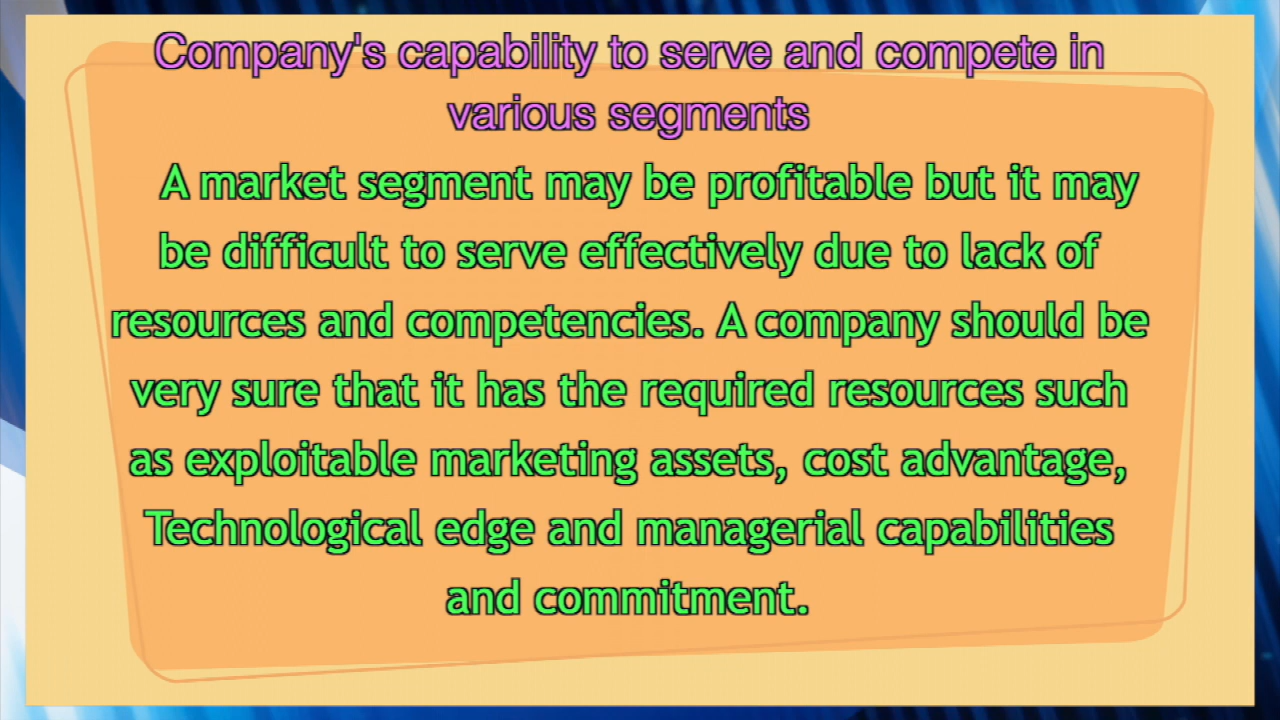 Company's capability to serve and compete in
various segments
A market segment may be profitable but it may
be difficult to serve effectively due to lack of
resources and competencies. A company should be
very sure that it has the required resources such
as exploitable marketing assets, cost advantage,
Technological edge and managerial capabilities
and commitment.